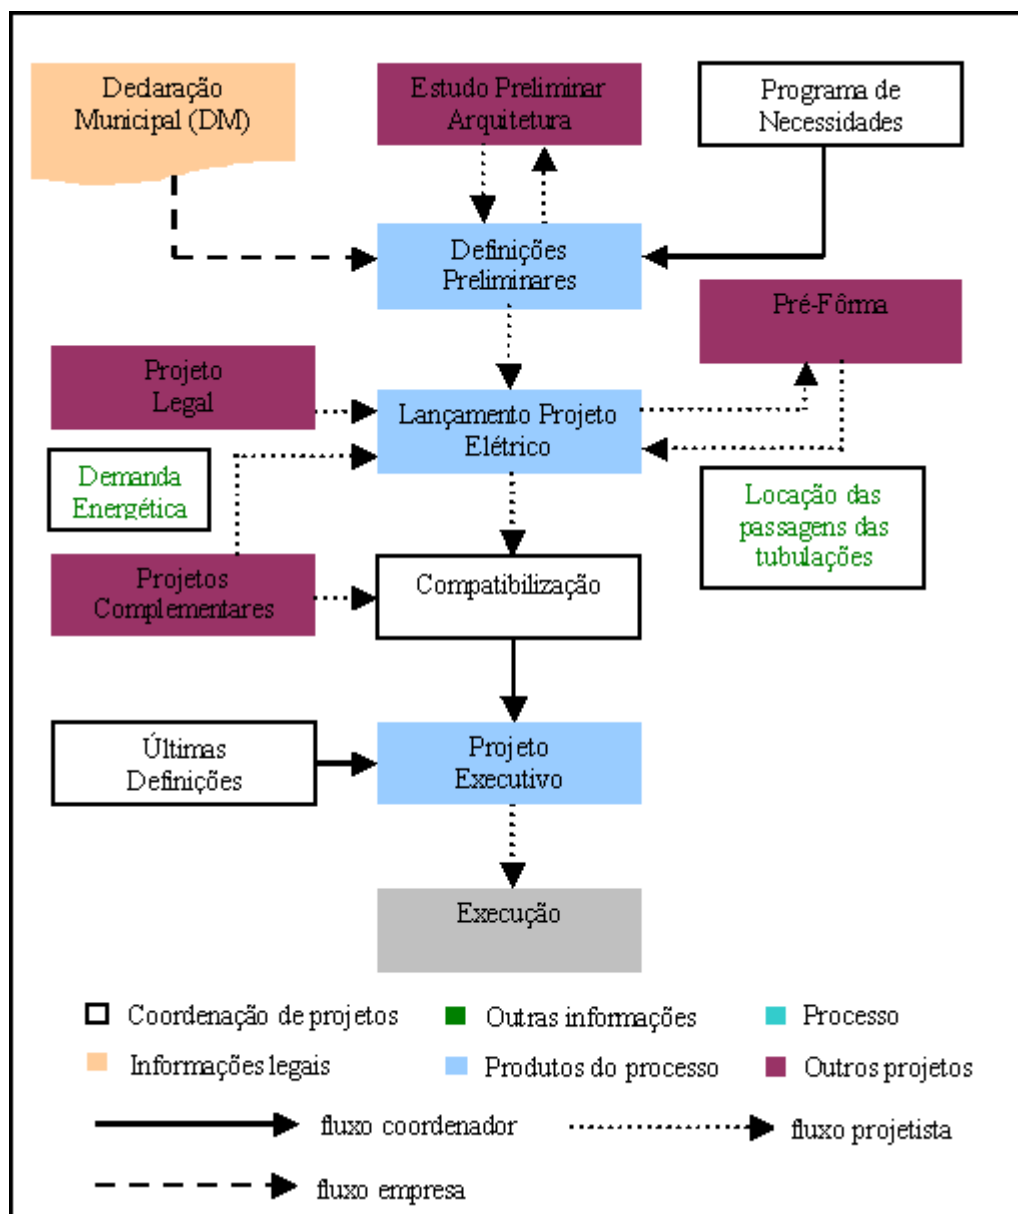 Declaração
Municipal (DM)
Estudo Preliminar
Arquitetura
Programa de
Necessidades
Definições
Preliminares
Pré-Fôrma
Projeto
Legal
Lançamento Projeto
Elétrico
Demanda
Energética
Locação das
passagens das
tubulações
Projetos
Complementares
Compatibilização
Últimas
Definições
Projeto
Executivo
Execução
Coordenação de projetos
Outras informações
Processo
Informações legais
Produtos do processo
Outros projetos
fluxo coordenador
fluxo projetista
fluxo empresa